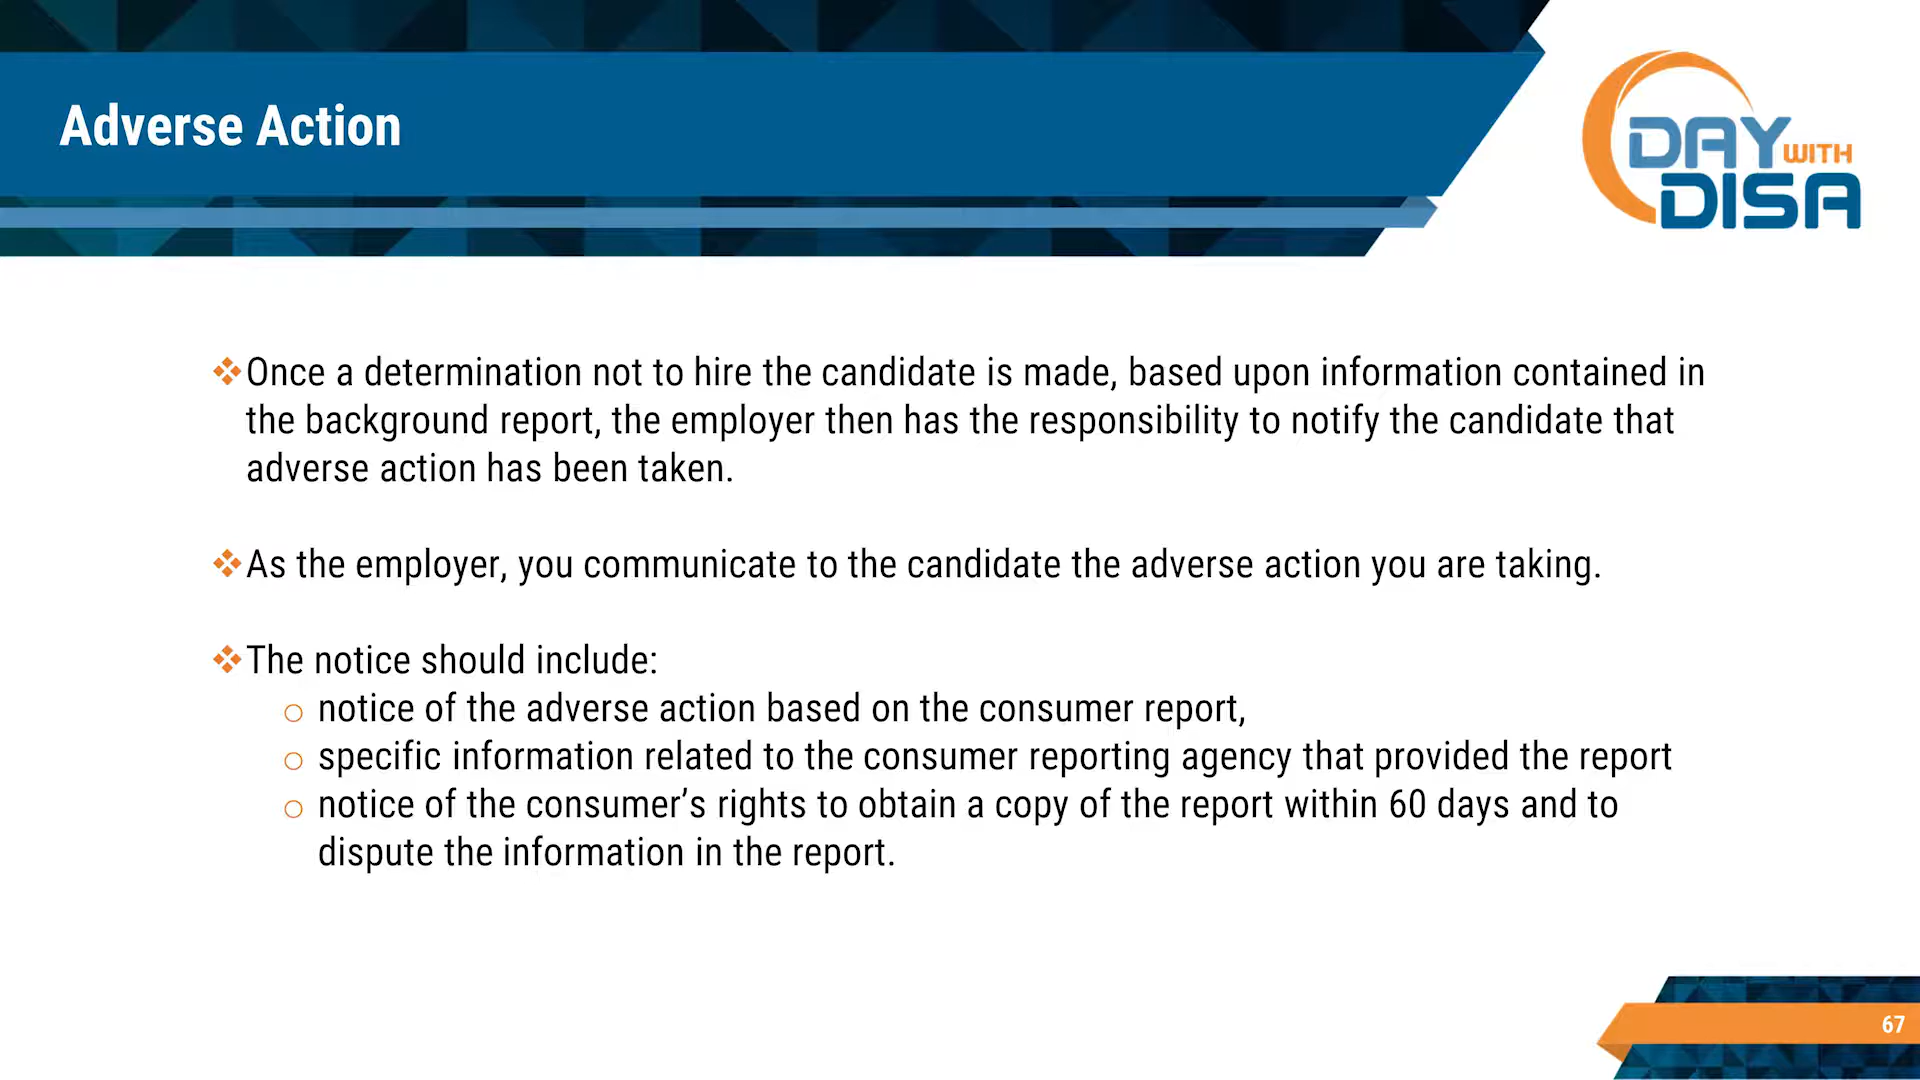 Adverse Action
DAY WITH
DISA
❖Once a determination not to hire the candidate is made, based upon information contained in
the background report, the employer then has the responsibility to notify the candidate that
adverse action has been taken.
❖As the employer, you communicate to the candidate the adverse action you are taking.
❖The notice should include:
o notice of the adverse action based on the consumer report,
o specific information related to the consumer reporting agency that provided the report
o notice of the consumer’s rights to obtain a copy of the report within 60 days and to
dispute the information in the report.
67